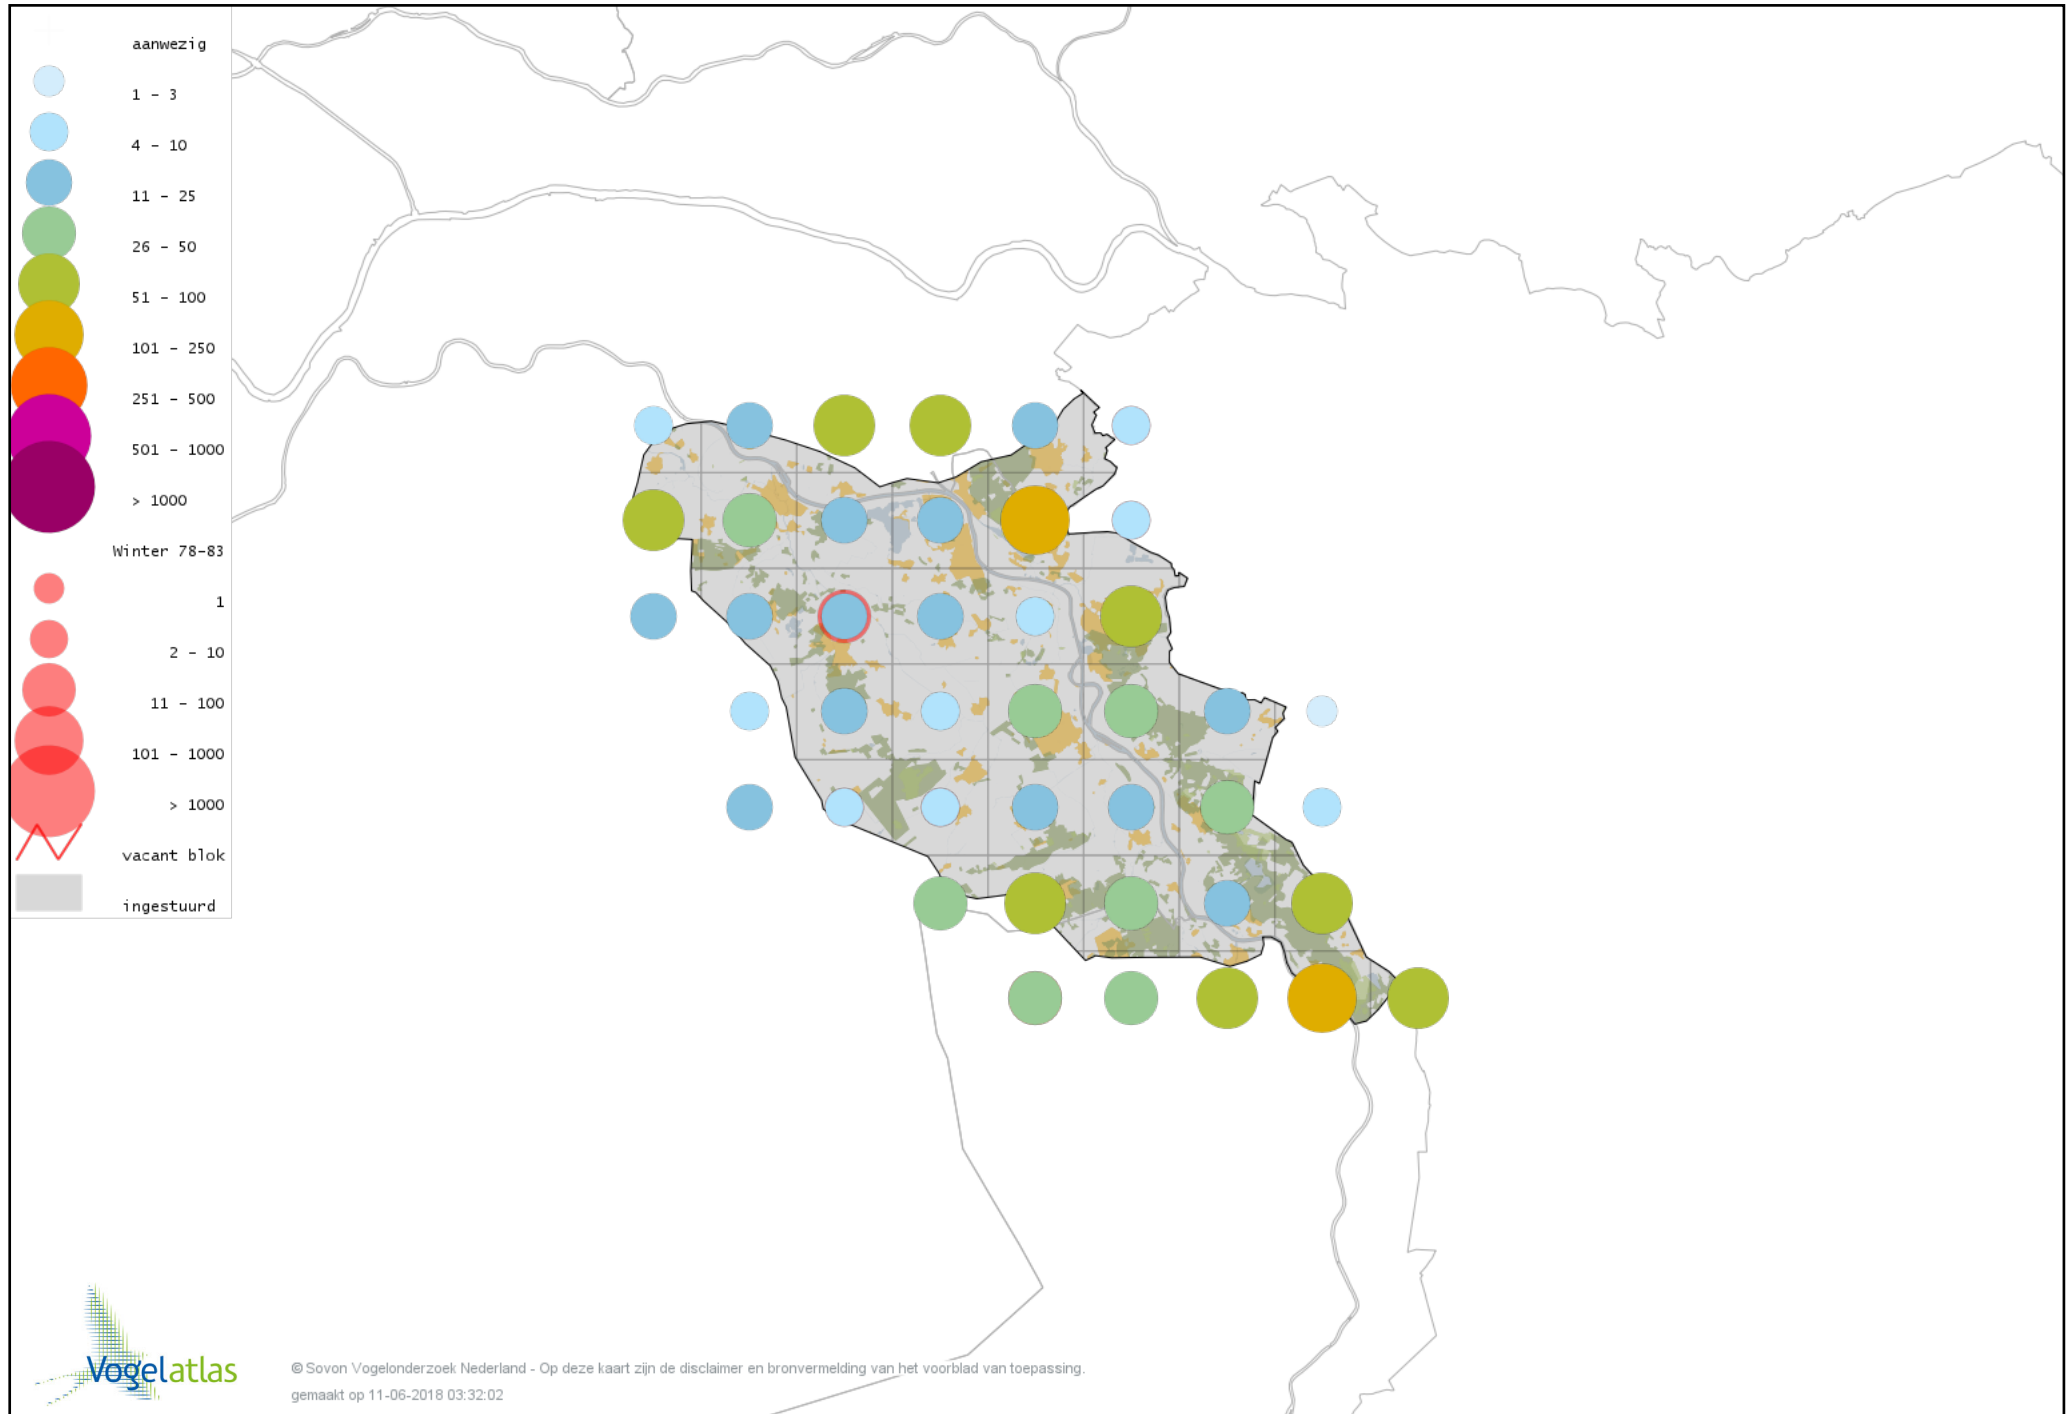 aanwezig
1 - 3
4 - 10
11 - 25
26 - 50
51 - 100
101 - 250
251 - 500
501 - 1000
> 1000
Winter 78-83
1
2 - 10
11 - 100
101 - 1000
> 1000
vacant blok
ingestuurd
Vogelatlas
© Sovon Vogelonderzoek Nederland - Op deze kaart zijn de disclaimer en bronvermelding van het voorblad van toepassing.
gemaakt op 11-06-2018 03:32:02